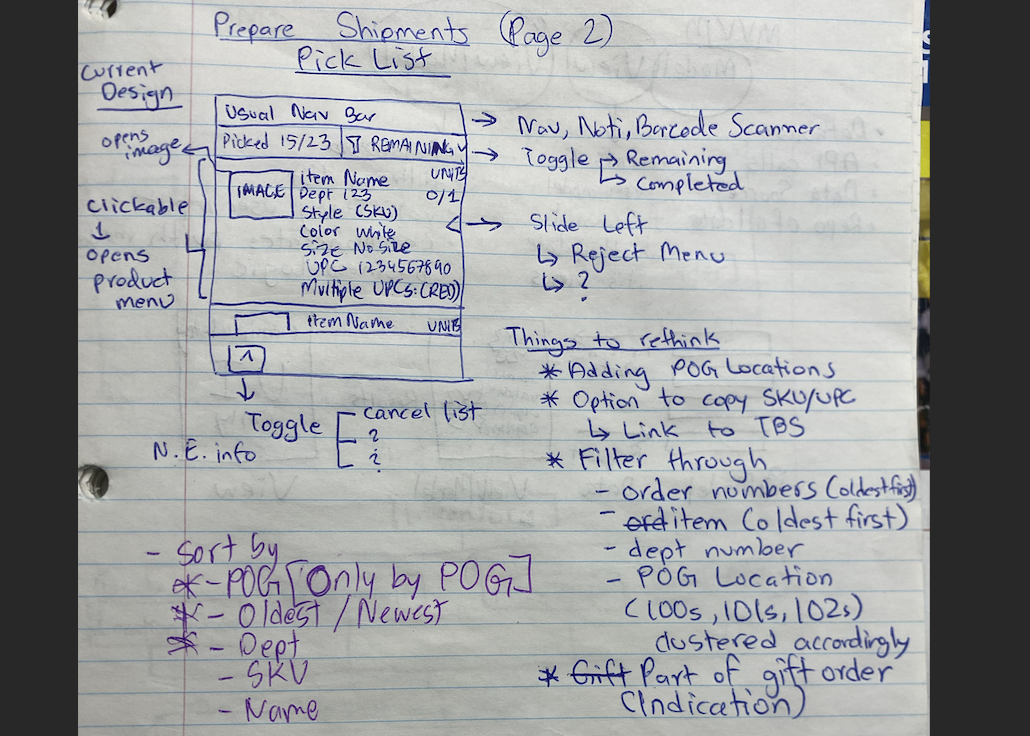 Prepare Shipments (Page 2)
Pick List
Current
Design
Usual Nav Bar
→ Nav, Noti, Barcode Scanner
opens
image
Picked 15/23
REMAINING
→ Toggle → Remaining
↳ Completed
IMAGE
Item Name UNITS
Dept 123 0/1
Style (SKU)
Color White
Size No Size
UPC 1234567890
Multiple UPCs: (RED)
clickable
↓
opens
product
menu
→ Slide Left
↳ Reject Menu
↳ ?
Item Name UNITS
^
↓
Toggle
cancel list
?
?
N.E. info
Things to rethink
* Adding POG Locations
* Option to copy SKU/UPC
↳ Link to TBS
* Filter through
- order numbers (oldest first)
- ord item (oldest first)
- dept number
- POG Location
(100s, 101s, 102s)
clustered accordingly
* Gift Part of gift order
(Indication)
- Sort by
* - POG [Only by POG]
* - Oldest / Newest
* - Dept
- SKU
- Name